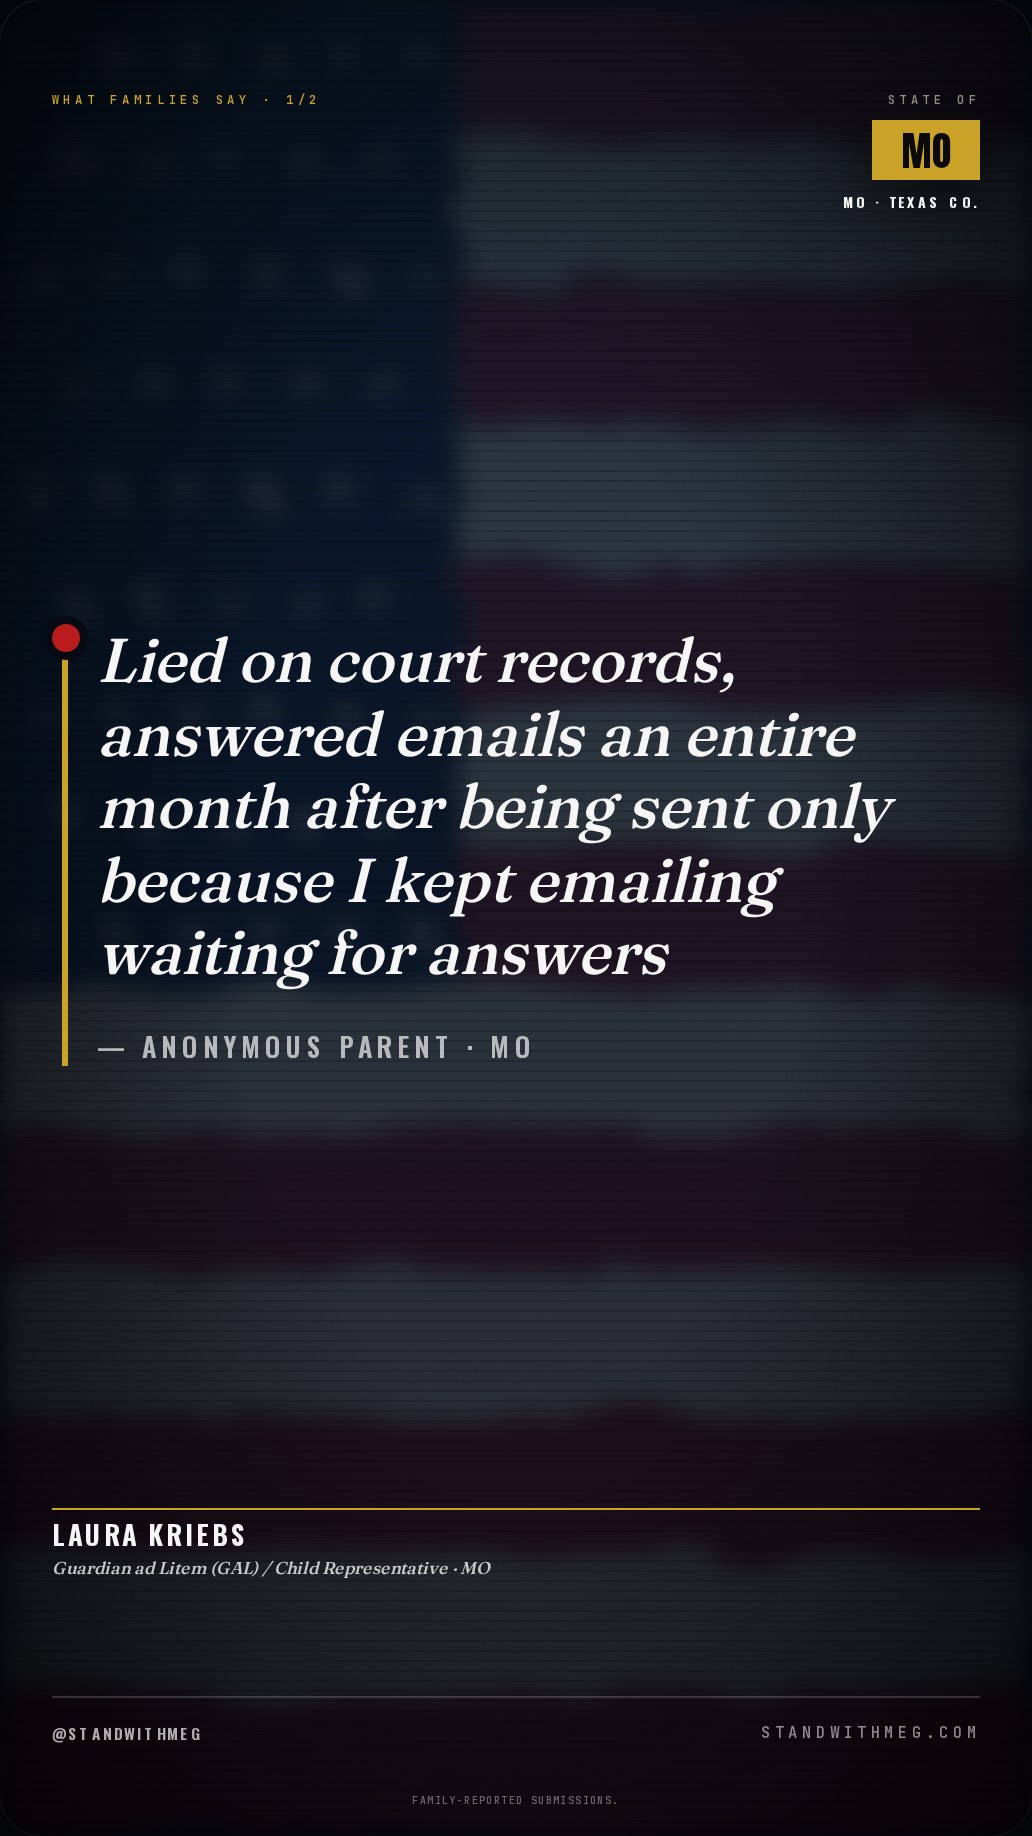 WHAT FAMILIES SAY · 1/2
STATE OF
MO
MO · TEXAS CO.
Lied on court records,
answered emails an entire
month after being sent only
because I kept emailing
waiting for answers
— ANONYMOUS PARENT · MO
LAURA KRIEBS
Guardian ad Litem (GAL) / Child Representative · MO
@STANDWITHMEG
STANDWITHMEG.COM
FAMILY-REPORTED SUBMISSIONS.